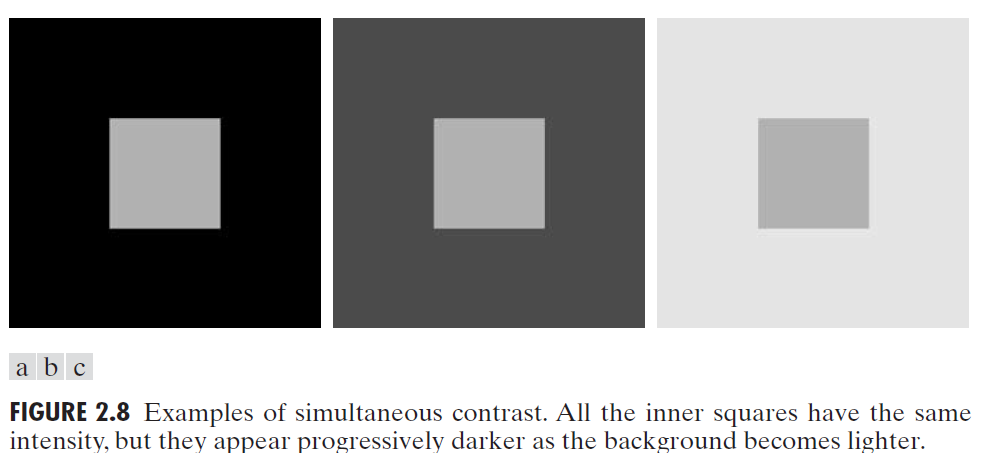 a b c
FIGURE 2.8 Examples of simultaneous contrast. All the inner squares have the same
intensity, but they appear progressively darker as the background becomes lighter.